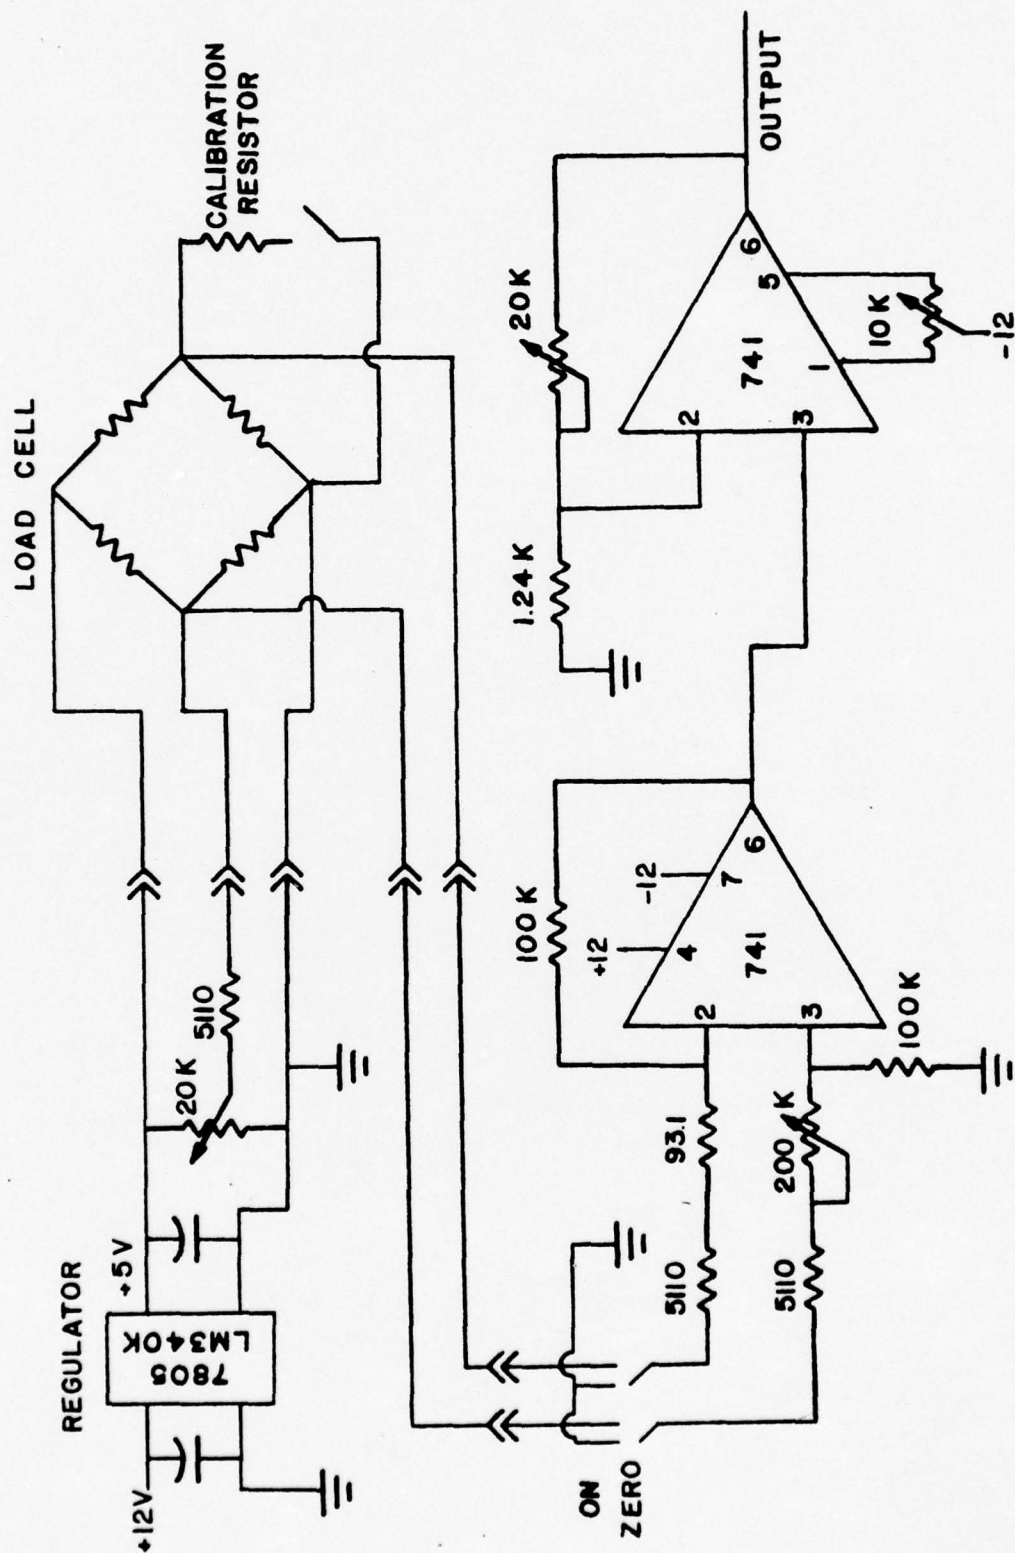 LOAD CELL
CALIBRATION
RESISTOR
REGULATOR
+12V
7805
LM340K
+5V
20K
5110
ON
ZERO
5110
93.1
5110
200 K
100K
100K
2
3
4
+12
7
-12
6
741
1.24K
20K
2
3
741
6
5
1
10K
-12
OUTPUT